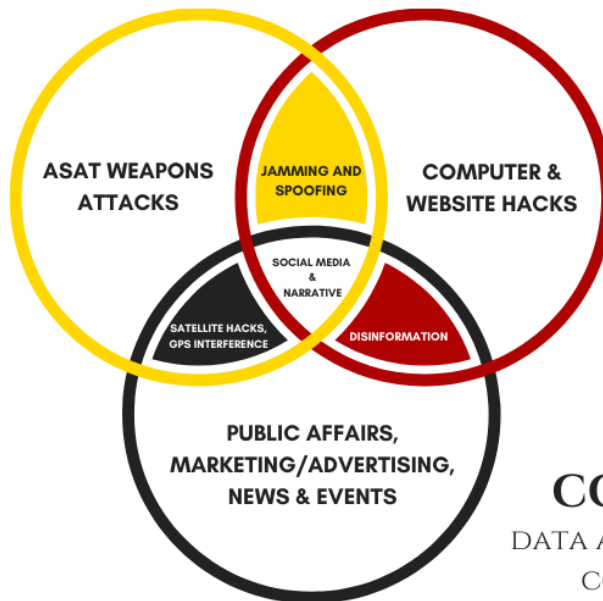 ASAT WEAPONS
ATTACKS
JAMMING AND
SPOOFING
COMPUTER &
WEBSITE HACKS
SOCIAL MEDIA
&
NARRATIVE
SATELLITE HACKS,
GPS INTERFERENCE
DISINFORMATION
PUBLIC AFFAIRS,
MARKETING/ADVERTISING,
NEWS & EVENTS
DATA